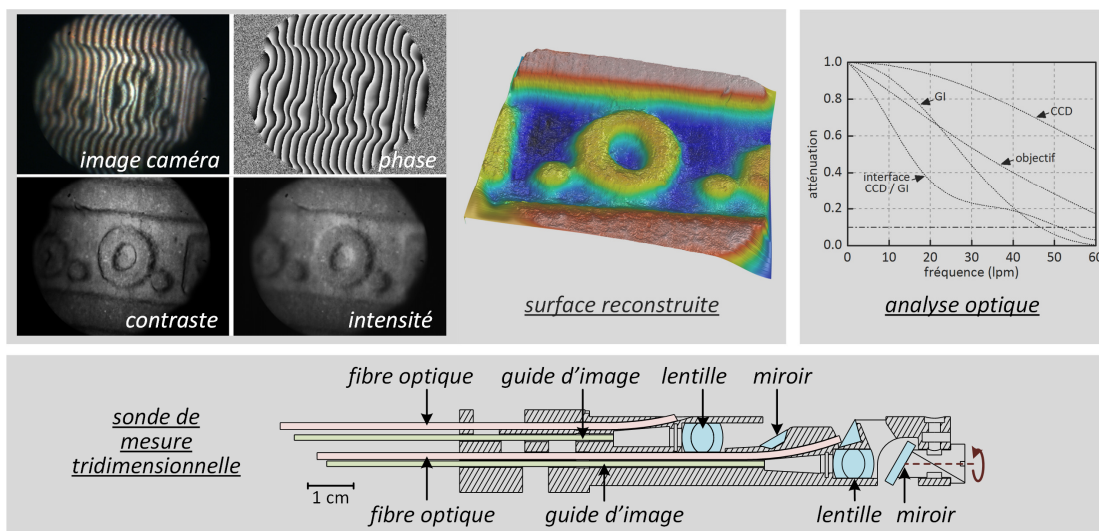 image caméra
phase
contraste
intensité
surface reconstruite
1.0
0.8
0.6
0.4
0.2
0.0
atténuation
GI
CCD
objectif
interface
CCD / GI
0 10 20 30 40 50 60
fréquence (lpm)
analyse optique
fibre optique guide d’image lentille miroir
sonde de
mesure
tridimensionnelle
1 cm
fibre optique guide d’image lentille miroir